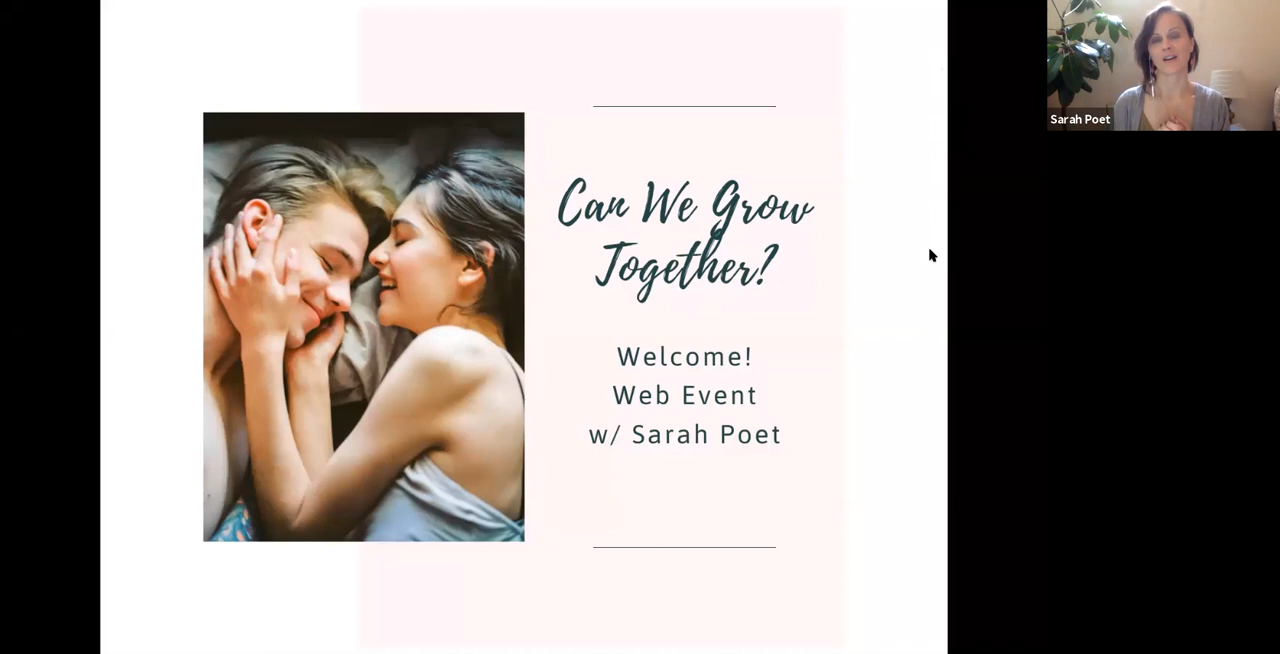 Can We Grow
Together?
Welcome!
Web Event
w/ Sarah Poet
Sarah Poet